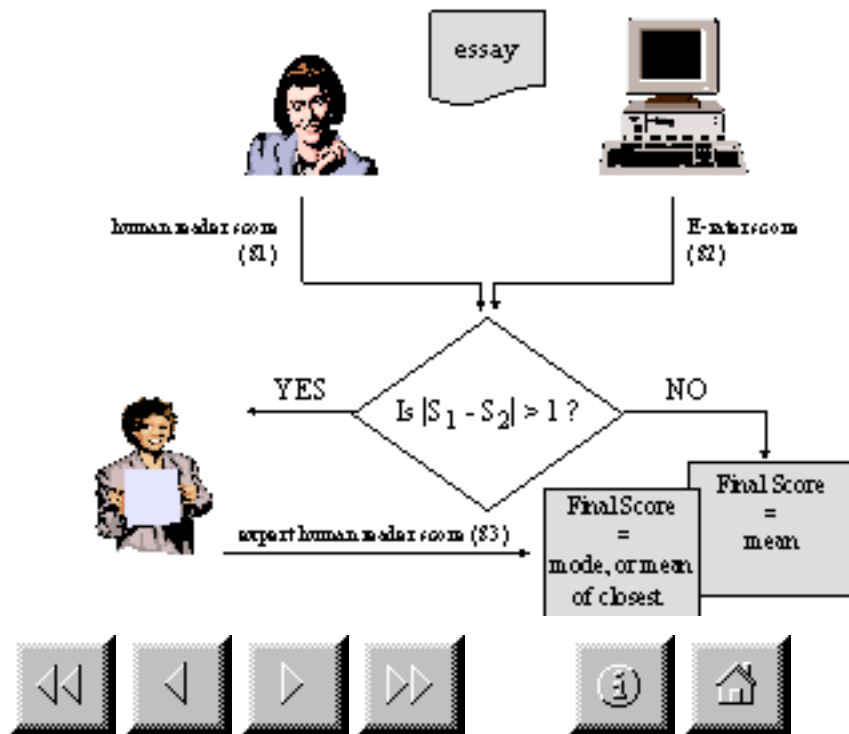 essay
human reader score
(S1)
E-rater score
(S2)
YES
NO
Is |S1 - S2| > 1 ?
Final Score
=
mean
Final Score
=
mode, or mean
of closest
expert human reader score (S3)